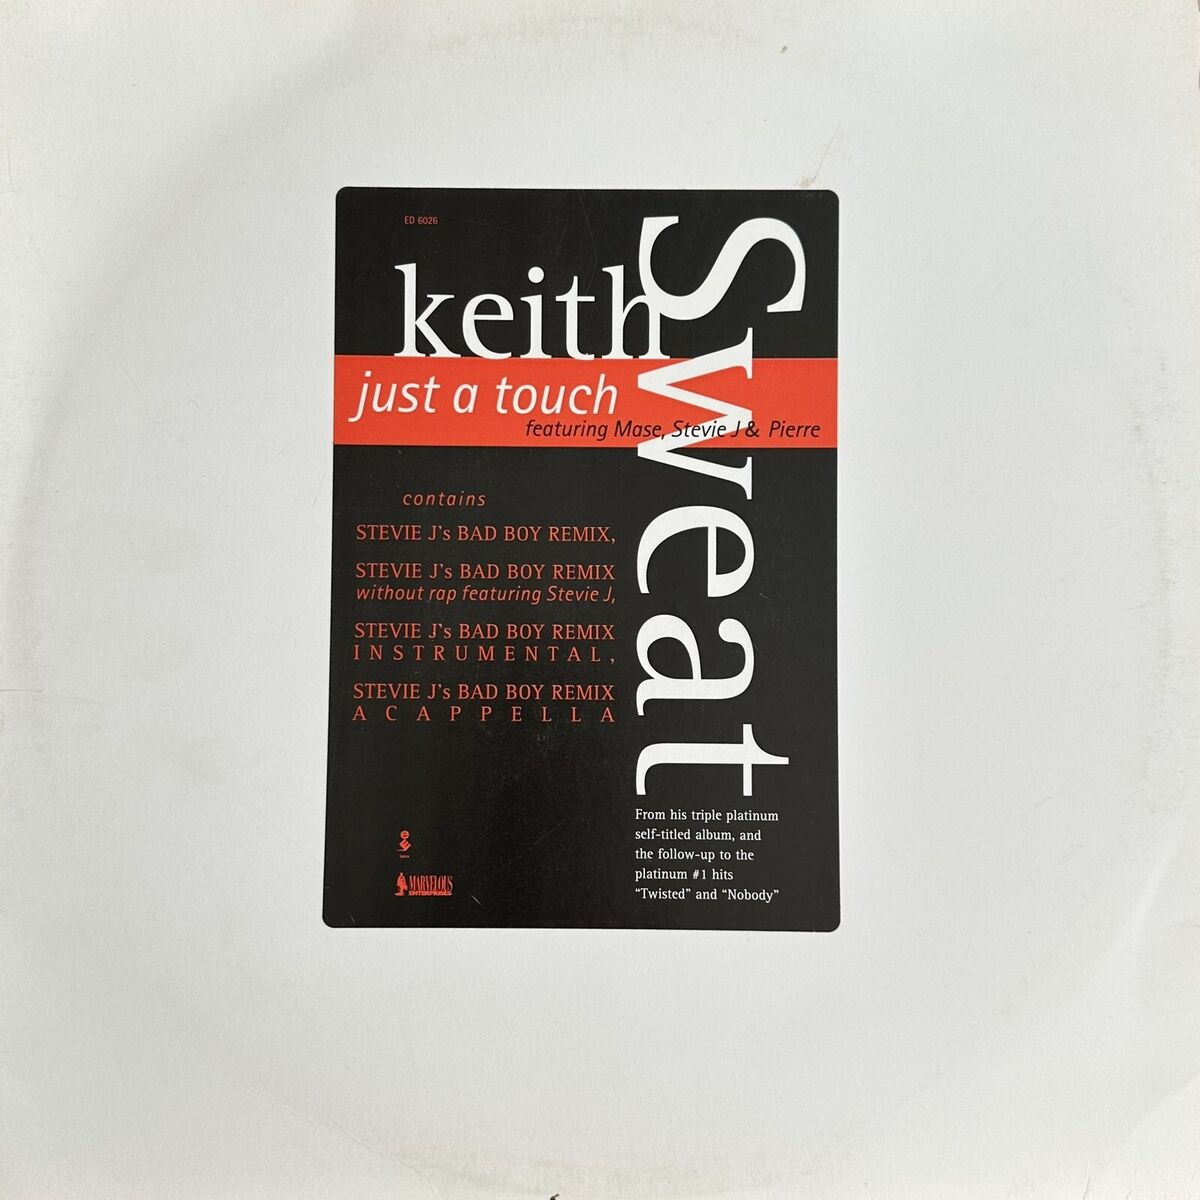 ED 6026
keith
Sweat
just a touch
featuring Mase, Stevie J & Pierre
contains
STEVIE J's BAD BOY REMIX,
STEVIE J's BAD BOY REMIX
without rap featuring Stevie J,
STEVIE J's BAD BOY REMIX
INSTRUMENTAL,
STEVIE J's BAD BOY REMIX
ACAPPELLA
From his triple platinum
self-titled album, and
the follow-up to the
platinum #1 hits
“Twisted” and “Nobody”
MARVELOUS
ENTERPRISES